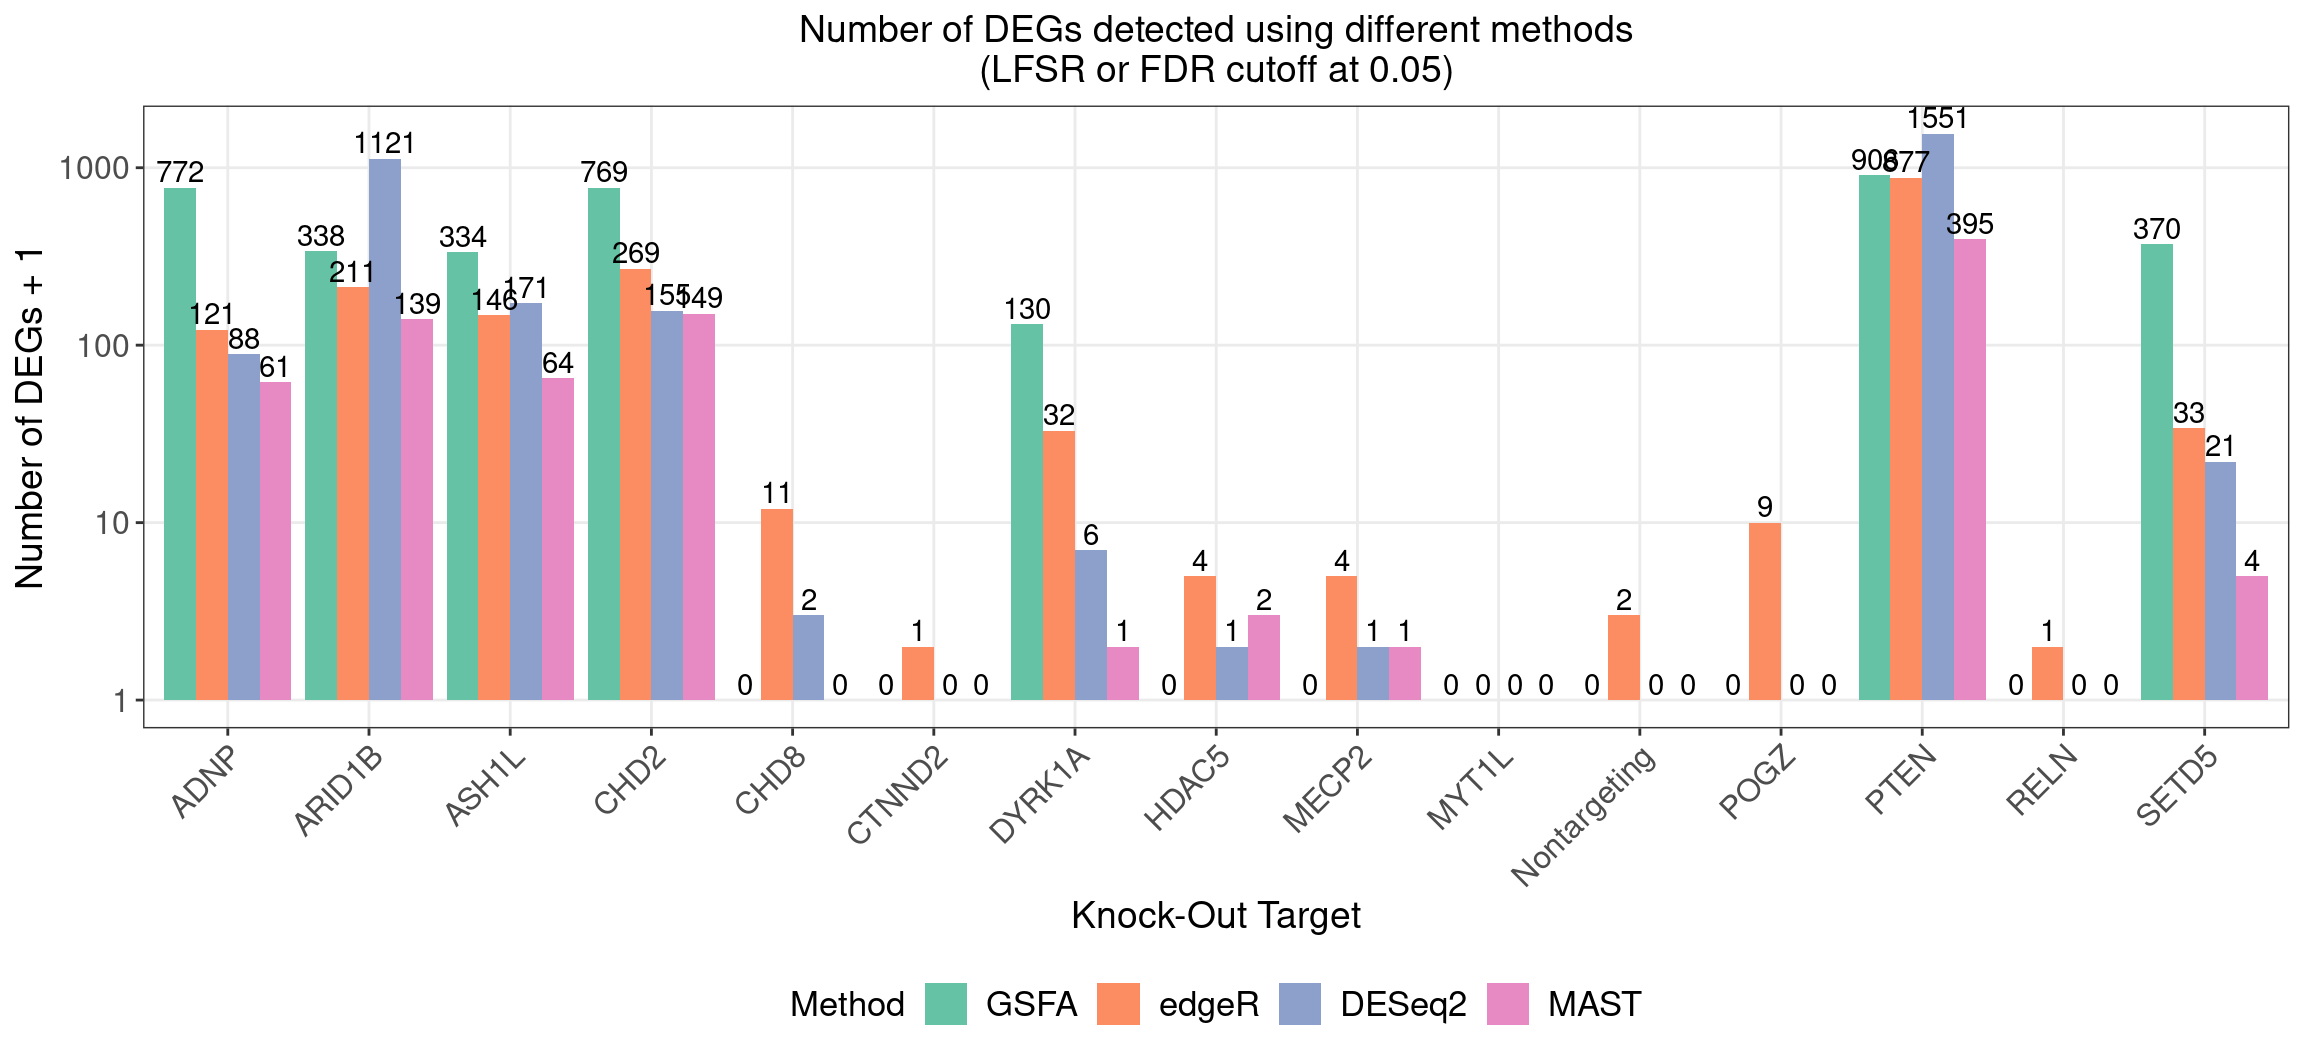 Number of DEGs detected using different methods
(LFSR or FDR cutoff at 0.05)
Number of DEGs + 1
1000
100
10
1
772 121 88 61
338 211 1121 139
334 146 171 64
769 269 155 149
0 11 2 0
0 1 0 0
130 32 6 1
0 4 1 2
0 4 1 1
0 0 0 0
0 2 0 0
0 9 0 0
906 877 1551 395
0 1 0 0
370 33 21 4
ADNP
ARID1B
ASH1L
CHD2
CHD8
CTNND2
DYRK1A
HDAC5
MECP2
MYT1L
Nontargeting
POGZ
PTEN
RELN
SETD5
Knock-Out Target
Method GSFA edgeR DESeq2 MAST